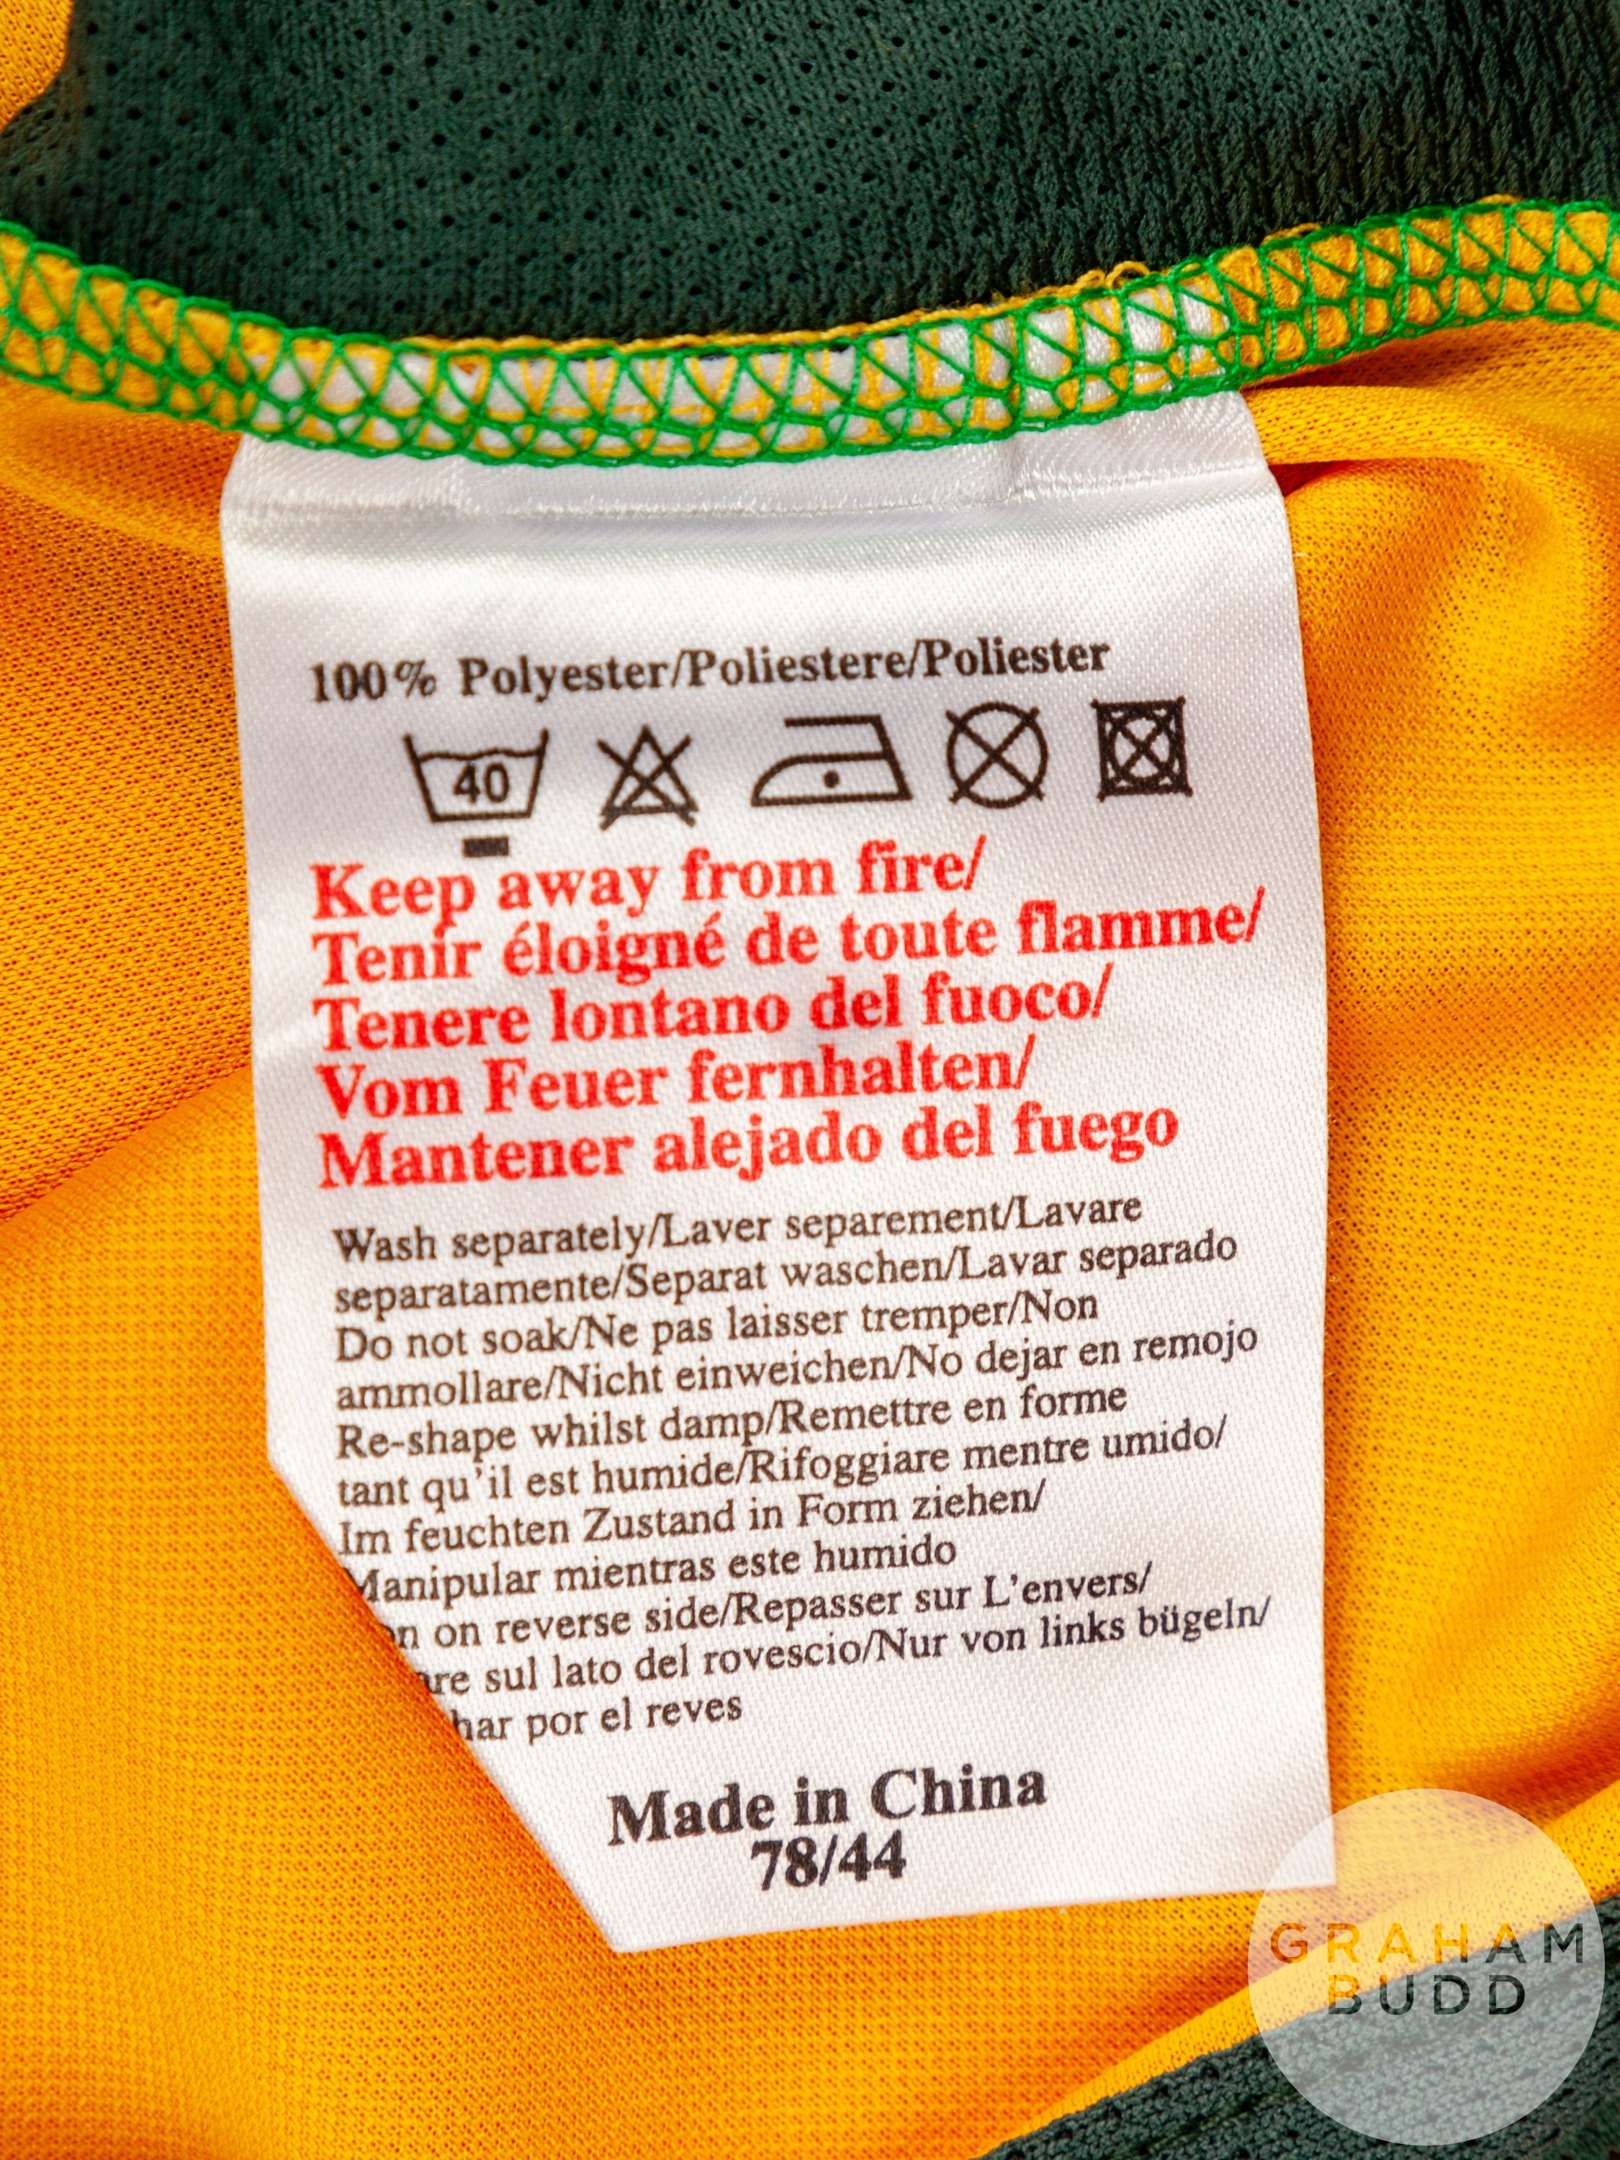 100% Polyester/Poliestere/Poliester
40
Keep away from fire/
Tenir éloigné de toute flamme/
Tenere lontano del fuoco/
Vom Feuer fernhalten/
Mantener alejado del fuego
Wash separately/Laver separement/Lavare
separatamente/Separat waschen/Lavar separado
Do not soak/Ne pas laisser tremper/Non
ammollare/Nicht einweichen/No dejar en remojo
Re-shape whilst damp/Remettre en forme
tant qu'il est humide/Rifoggiare mentre umido/
Im feuchten Zustand in Form ziehen/
Manipular mientras este humido
on reverse side/Repasser sur L'envers/
sul lato del rovescio/Nur von links bügeln/
por el reves
Made in China
78/44
GRAHAM
BUDD